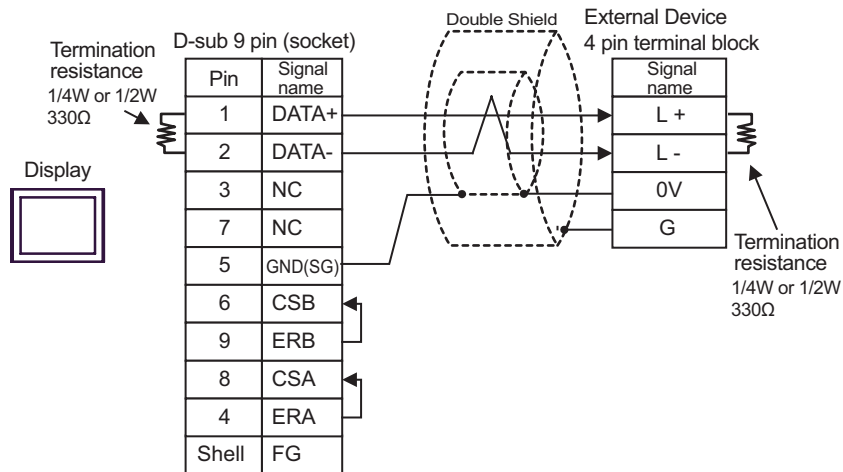 Double Shield
External Device
4 pin terminal block
D-sub 9 pin (socket)
Termination
resistance
1/4W or 1/2W
330Ω
Display
Pin Signal name
1 DATA+
2 DATA-
3 NC
7 NC
5 GND(SG)
6 CSB
9 ERB
8 CSA
4 ERA
Shell FG
Signal
name
L +
L -
0V
G
Termination
resistance
1/4W or 1/2W
330Ω